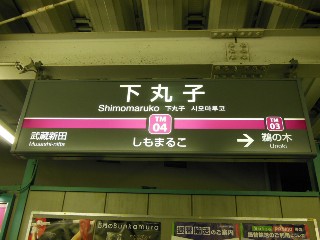 下丸子
Shimomaruko 下丸子 시모마루코
TM
04
TM
03
武蔵新田
Musashi-nitta
しもまるこ
→ 鵜の木
Unoki
Bunkamura